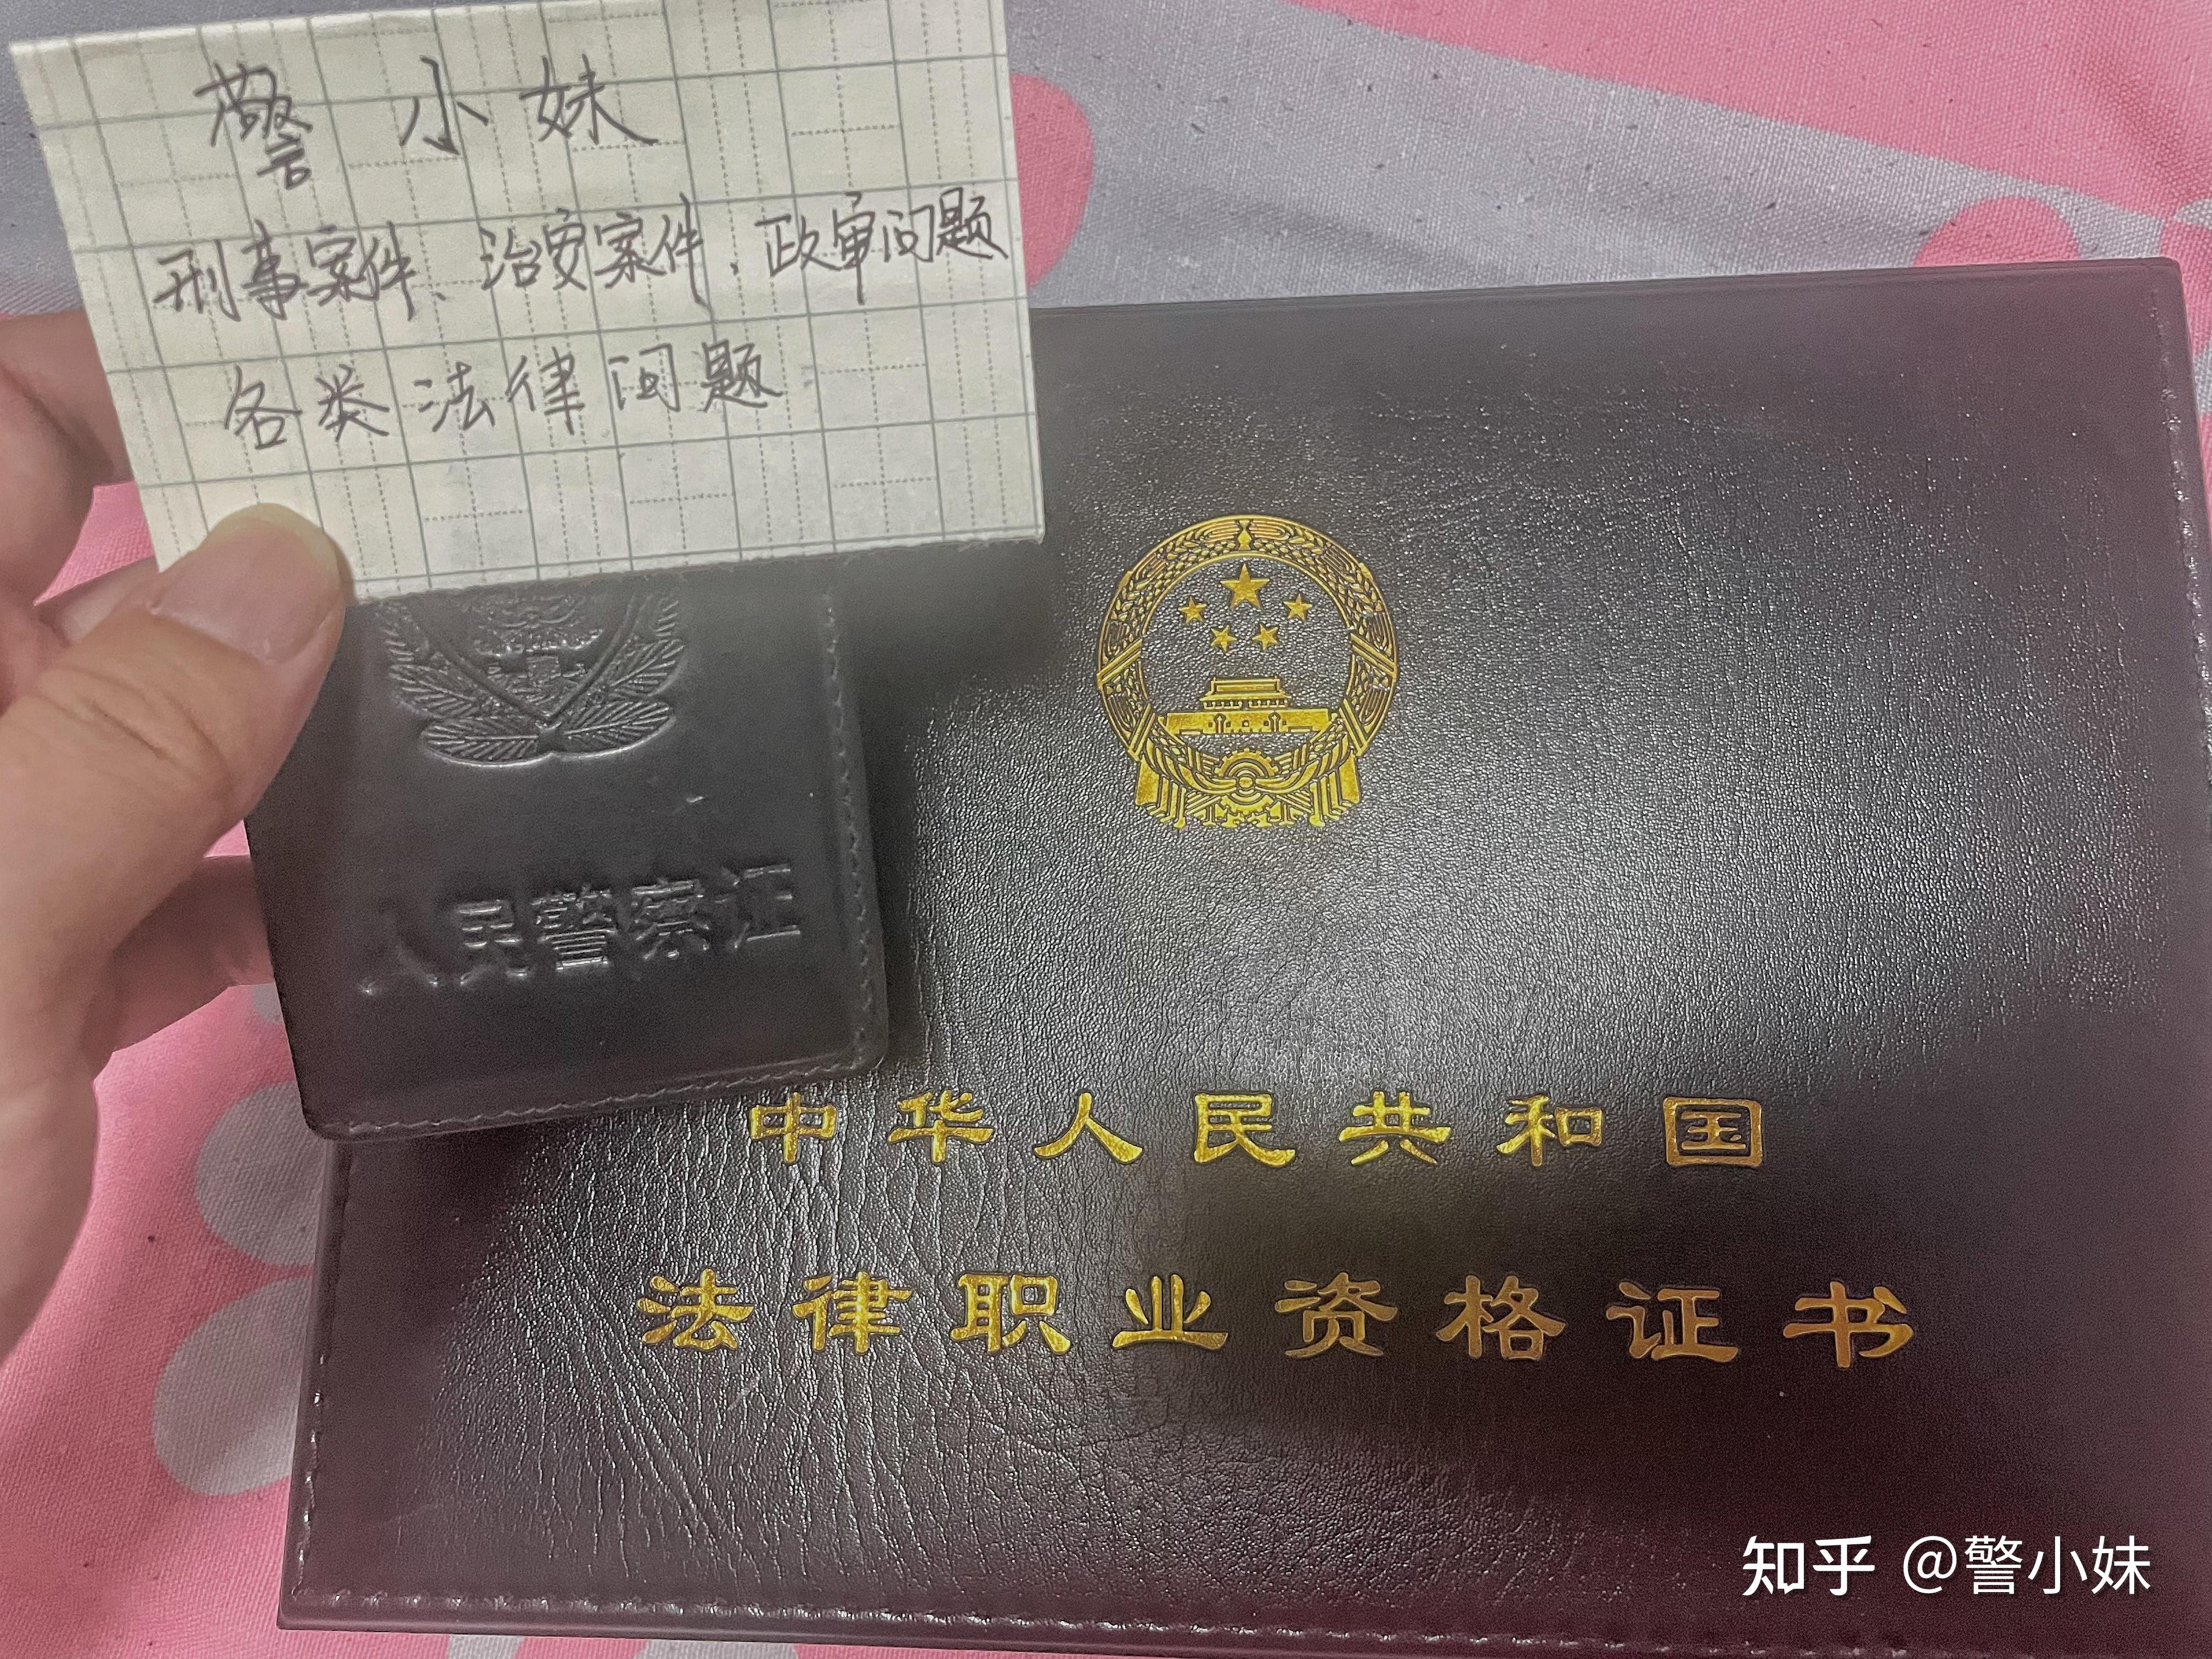 警小妹
刑事案件、治安案件、政审问题
各类法律问题
人民警察证
中华人民共和国
法律职业资格证书
知乎 @警小妹